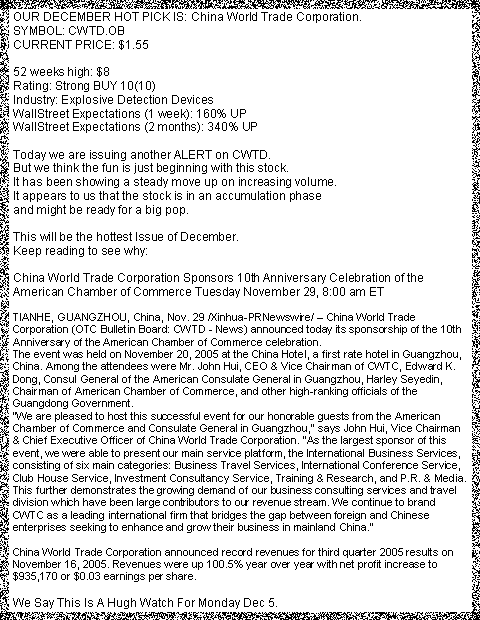 OUR DECEMBER HOT PICK IS: China World Trade Corporation.
SYMBOL: CWTD.OB
CURRENT PRICE: $1.55
52 weeks high: $8
Rating: Strong BUY 10(10)
Industry: Explosive Detection Devices
WallStreet Expectations (1 week): 160% UP
WallStreet Expectations (2 months): 340% UP
Today we are issuing another ALERT on CWTD.
But we think the fun is just beginning with this stock.
It has been showing a steady move up on increasing volume.
It appears to us that the stock is in an accumulation phase
and might be ready for a big pop.
This will be the hottest Issue of December.
Keep reading to see why:
China World Trade Corporation Sponsors 10th Anniversary Celebration of the
American Chamber of Commerce Tuesday November 29, 8:00 am ET
TIANHE, GUANGZHOU, China, Nov. 29 /Xinhua-PRNewswire/ -- China World Trade
Corporation (OTC Bulletin Board: CWTD - News) announced today its sponsorship of the 10th
Anniversary of the American Chamber of Commerce celebration.
The event was held on November 20, 2005 at the China Hotel, a first rate hotel in Guangzhou,
China. Among the attendees were Mr. John Hui, CEO & Vice Chairman of CWTC, Edward K.
Dong, Consul General of the American Consulate General in Guangzhou, Harley Seyedin,
Chairman of American Chamber of Commerce, and other high-ranking officials of the
Guangdong Government.
"We are pleased to host this successful event for our honorable guests from the American
Chamber of Commerce and Consulate General in Guangzhou," says John Hui, Vice Chairman
& Chief Executive Officer of China World Trade Corporation. "As the largest sponsor of this
event, we were able to present our main service platform, the International Business Services,
consisting of six main categories: Business Travel Services, International Conference Service,
Club House Service, Investment Consultancy Service, Training & Research, and P.R. & Media.
This further demonstrates the growing demand of our business consulting services and travel
division which have been large contributors to our revenue stream. We continue to brand
CWTC as a leading international firm that bridges the gap between foreign and Chinese
enterprises seeking to enhance and grow their business in mainland China."
China World Trade Corporation announced record revenues for third quarter 2005 results on
November 16, 2005. Revenues were up 100.5% year over year with net profit increase to
$935,170 or $0.03 earnings per share.
We Say This Is A Hugh Watch For Monday Dec 5.